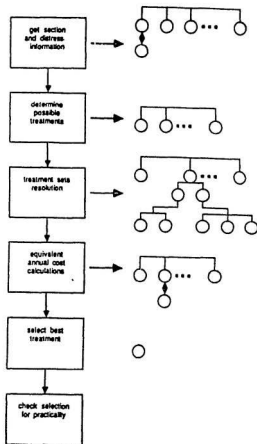 get section
and distress
information
determine
possible
treatments
treatment sets
resolution
equivalent
annual cost
calculations
select best
treatment
check selection
for practicality